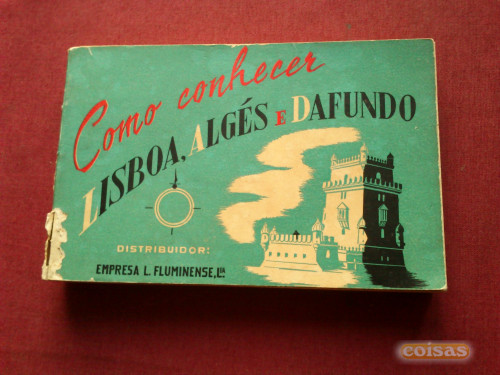 Como conhecer
LISBOA, ALGÉS E DAFUNDO
DISTRIBUIDOR:
EMPRESA L. FLUMINENSE, LDA
coisas